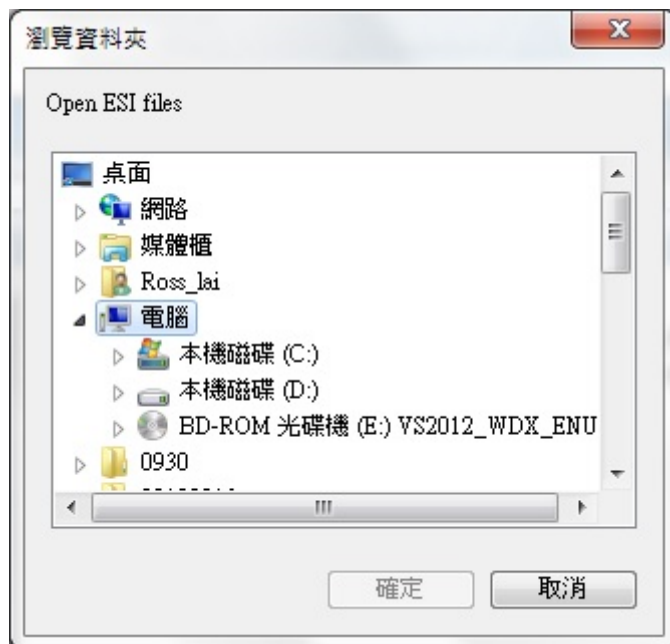 瀏覽資料夾
Open ESI files
桌面
網路
媒體櫃
Ross_lai
電腦
本機磁碟 (C:)
本機磁碟 (D:)
BD-ROM 光碟機 (E:) VS2012_WDX_ENU
0930
確定
取消